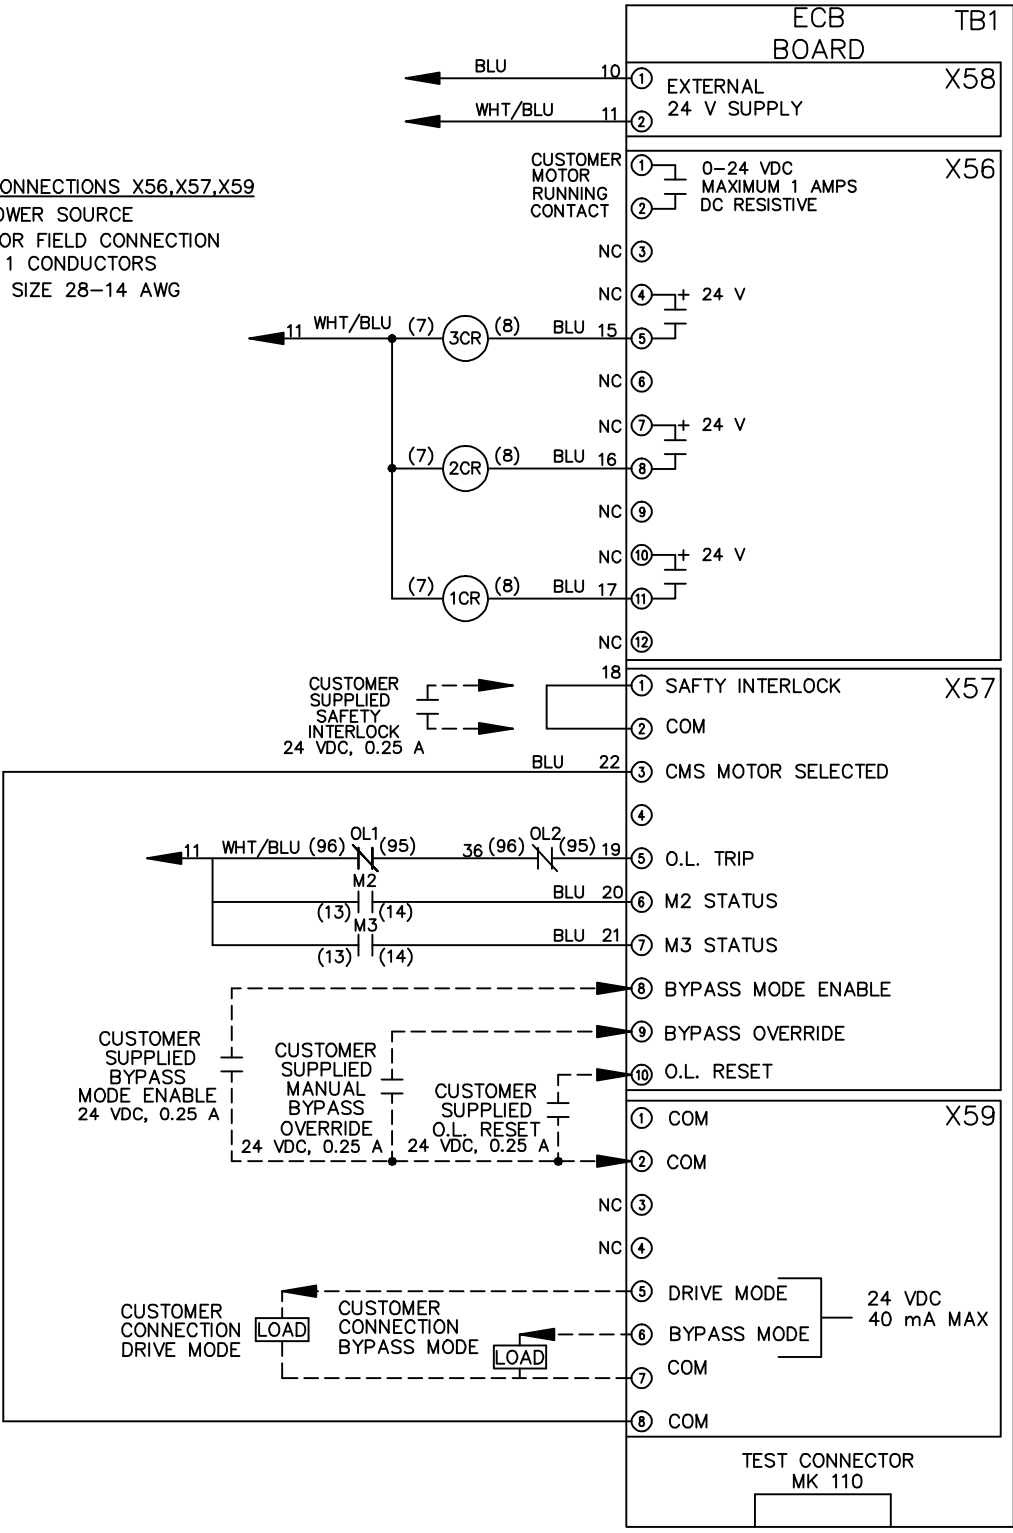 ECB
BOARD
TB1
BLU 10 1 EXTERNAL X58
24 V SUPPLY
WHT/BLU 11 2
ONNECTIONS X56,X57,X59
OWER SOURCE
OR FIELD CONNECTION
1 CONDUCTORS
SIZE 28-14 AWG
CUSTOMER
MOTOR
RUNNING
CONTACT
1 0-24 VDC X56
MAXIMUM 1 AMPS
2 DC RESISTIVE
NC 3
NC 4 + 24 V
11 WHT/BLU (7) 3CR (8) BLU 15 5
NC 6
NC 7 + 24 V
(7) 2CR (8) BLU 16 8
NC 9
NC 10 + 24 V
(7) 1CR (8) BLU 17 11
NC 12
CUSTOMER
SUPPLIED
SAFETY
INTERLOCK
24 VDC, 0.25 A
18 1 SAFTY INTERLOCK X57
2 COM
BLU 22 3 CMS MOTOR SELECTED
4
11 WHT/BLU (96) OL1 (95) 36 (96) OL2 (95) 19 5 O.L. TRIP
M2
(13) (14) BLU 20 6 M2 STATUS
M3
(13) (14) BLU 21 7 M3 STATUS
8 BYPASS MODE ENABLE
9 BYPASS OVERRIDE
10 O.L. RESET
CUSTOMER
SUPPLIED
BYPASS
MODE ENABLE
24 VDC, 0.25 A
CUSTOMER
SUPPLIED
MANUAL
BYPASS
OVERRIDE
24 VDC, 0.25 A
CUSTOMER
SUPPLIED
O.L. RESET
24 VDC, 0.25 A
1 COM X59
2 COM
NC 3
NC 4
5 DRIVE MODE
6 BYPASS MODE
24 VDC
40 mA MAX
7 COM
8 COM
CUSTOMER
CONNECTION
DRIVE MODE
LOAD
CUSTOMER
CONNECTION
BYPASS MODE
LOAD
TEST CONNECTOR
MK 110